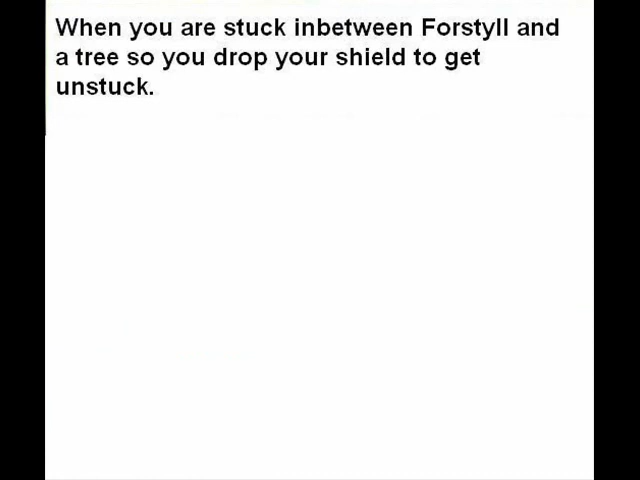 When you are stuck inbetween Forstyll and
a tree so you drop your shield to get
unstuck.